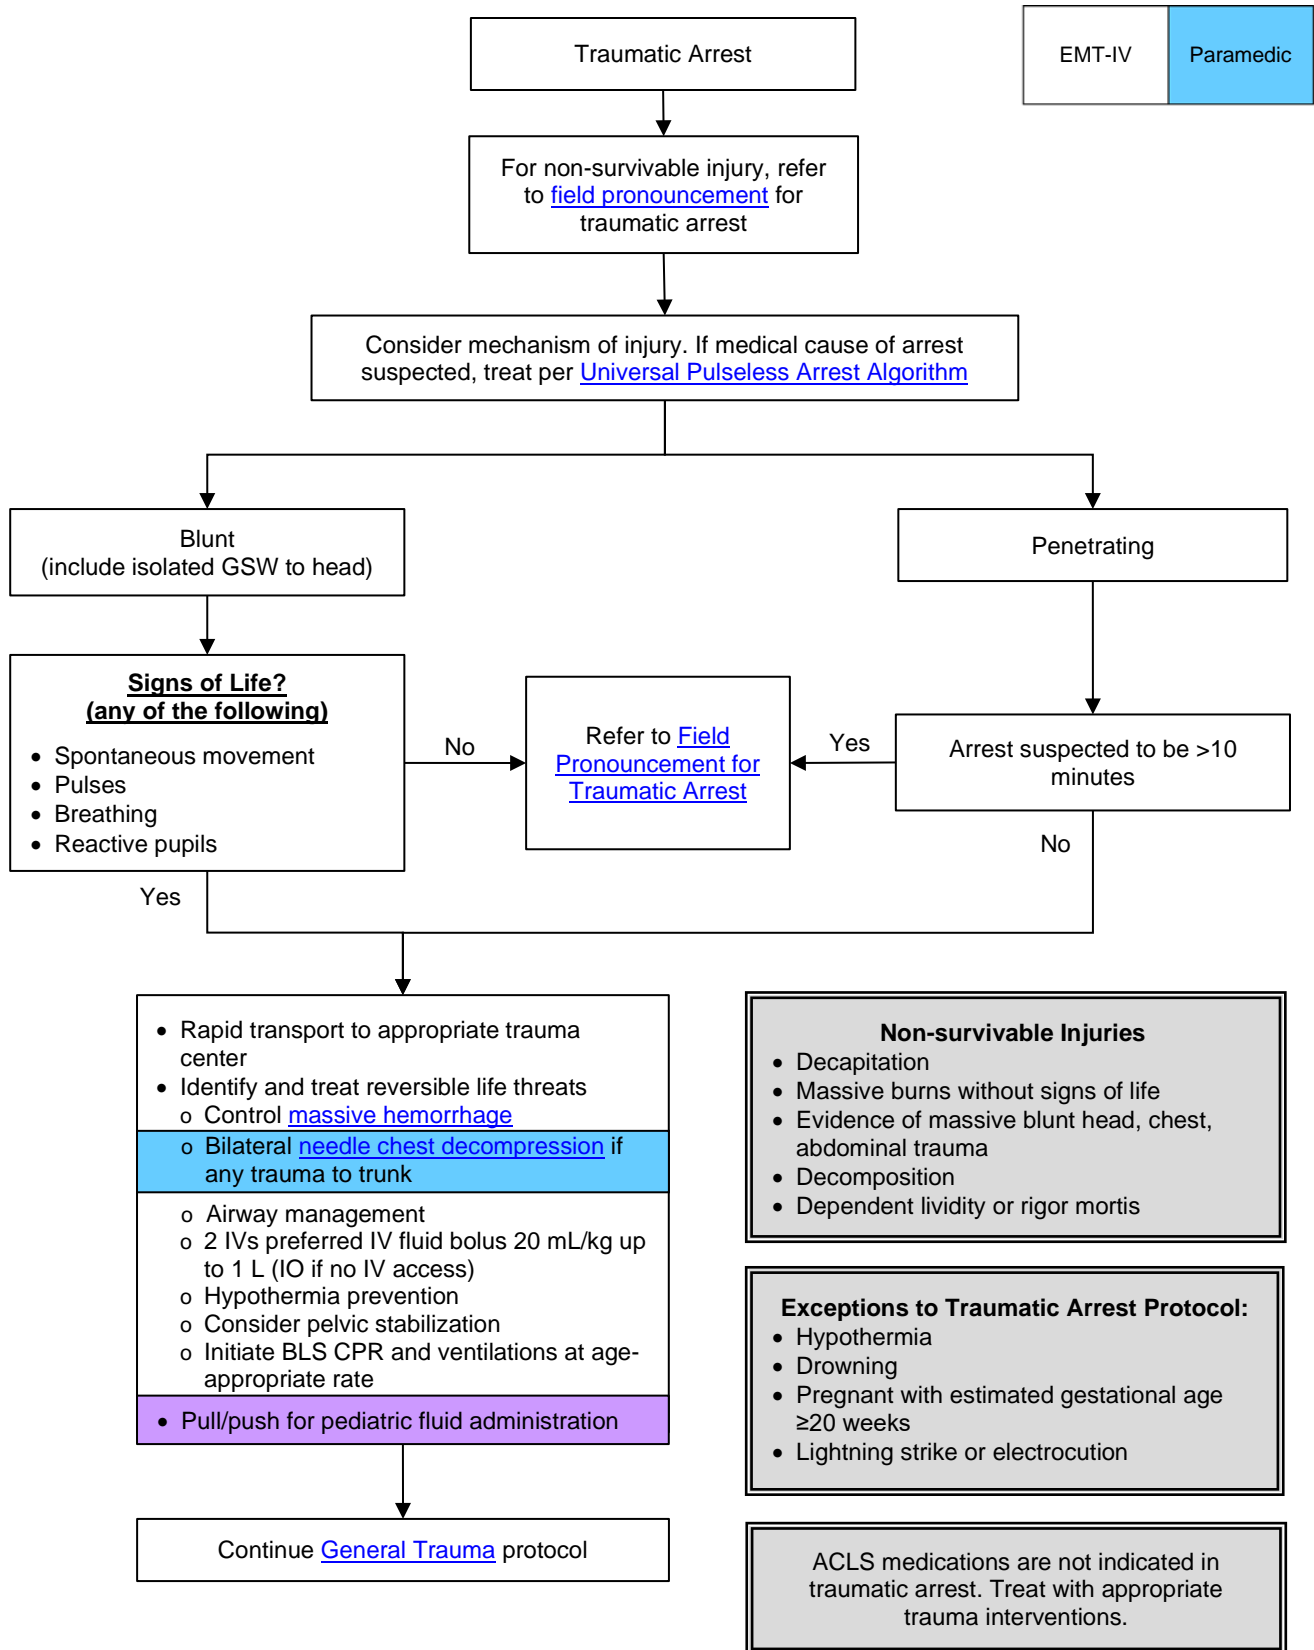 Traumatic Arrest
EMT-IV
Paramedic
For non-survivable injury, refer
to field pronouncement for
traumatic arrest
Consider mechanism of injury. If medical cause of arrest
suspected, treat per Universal Pulseless Arrest Algorithm
Blunt
(include isolated GSW to head)
Penetrating
Signs of Life?
(any of the following)
• Spontaneous movement
• Pulses
• Breathing
• Reactive pupils
No
Refer to Field
Pronouncement for
Traumatic Arrest
Yes
Arrest suspected to be >10
minutes
No
Yes
• Rapid transport to appropriate trauma
center
• Identify and treat reversible life threats
o Control massive hemorrhage
o Bilateral needle chest decompression if
any trauma to trunk
o Airway management
o 2 IVs preferred IV fluid bolus 20 mL/kg up
to 1 L (IO if no IV access)
o Hypothermia prevention
o Consider pelvic stabilization
o Initiate BLS CPR and ventilations at age-
appropriate rate
• Pull/push for pediatric fluid administration
Continue General Trauma protocol
Non-survivable Injuries
• Decapitation
• Massive burns without signs of life
• Evidence of massive blunt head, chest,
abdominal trauma
• Decomposition
• Dependent lividity or rigor mortis
Exceptions to Traumatic Arrest Protocol:
• Hypothermia
• Drowning
• Pregnant with estimated gestational age
≥20 weeks
• Lightning strike or electrocution
ACLS medications are not indicated in
traumatic arrest. Treat with appropriate
trauma interventions.